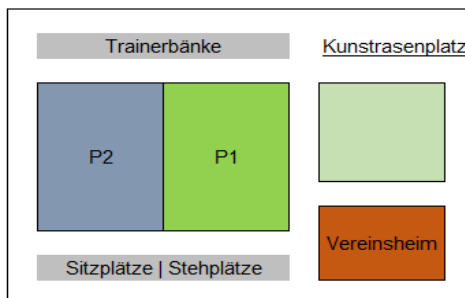 Trainerbänke
Kunstrasenplatz
P2
P1
Vereinsheim
Sitzplätze | Stehplätze